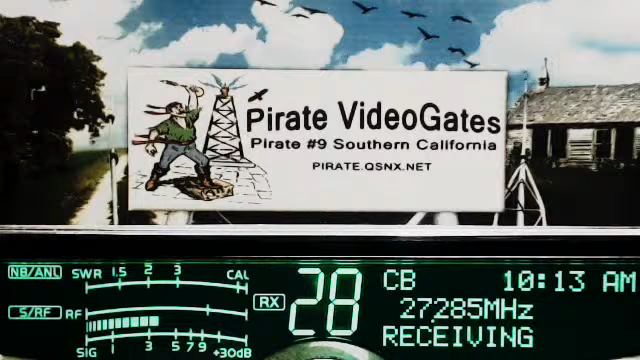 Pirate VideoGates
Pirate #9 Southern California
PIRATE.QSNX.NET
NB/ANL SWR 1.5 2 3 CAL
S/RF RF
SIG 1 3 5 7 9 +30dB
RX 28
CB 10:13 AM
27285MHz
RECEIVING